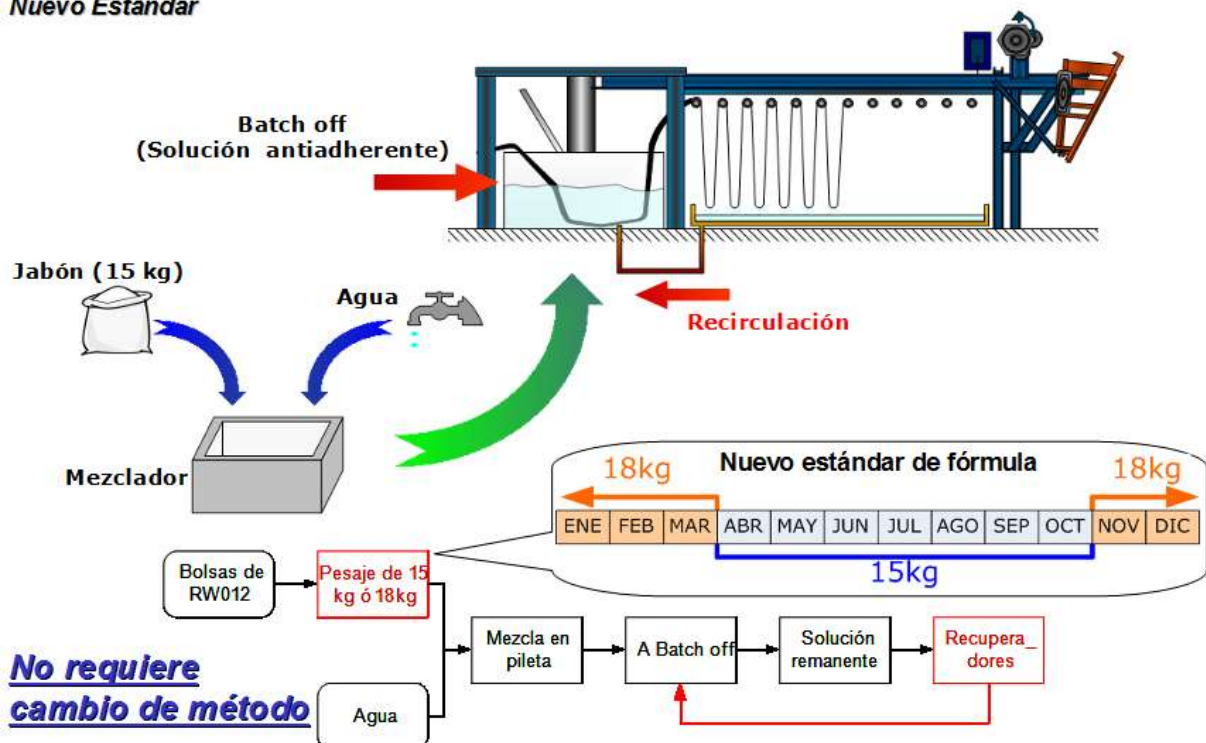 Nuevo Estándar
Batch off
(Solución antiadherente)
Jabón (15 kg)
Agua
Recirculación
Mezclador
Nuevo estándar de fórmula
18kg
18kg
ENE FEB MAR ABR MAY JUN JUL AGO SEP OCT NOV DIC
15kg
Bolsas de
RW012
Pesaje de 15
kg ó 18kg
Mezcla en
pileta
A Batch off
Solución
remanente
Recupera_
dores
Agua
No requiere
cambio de método